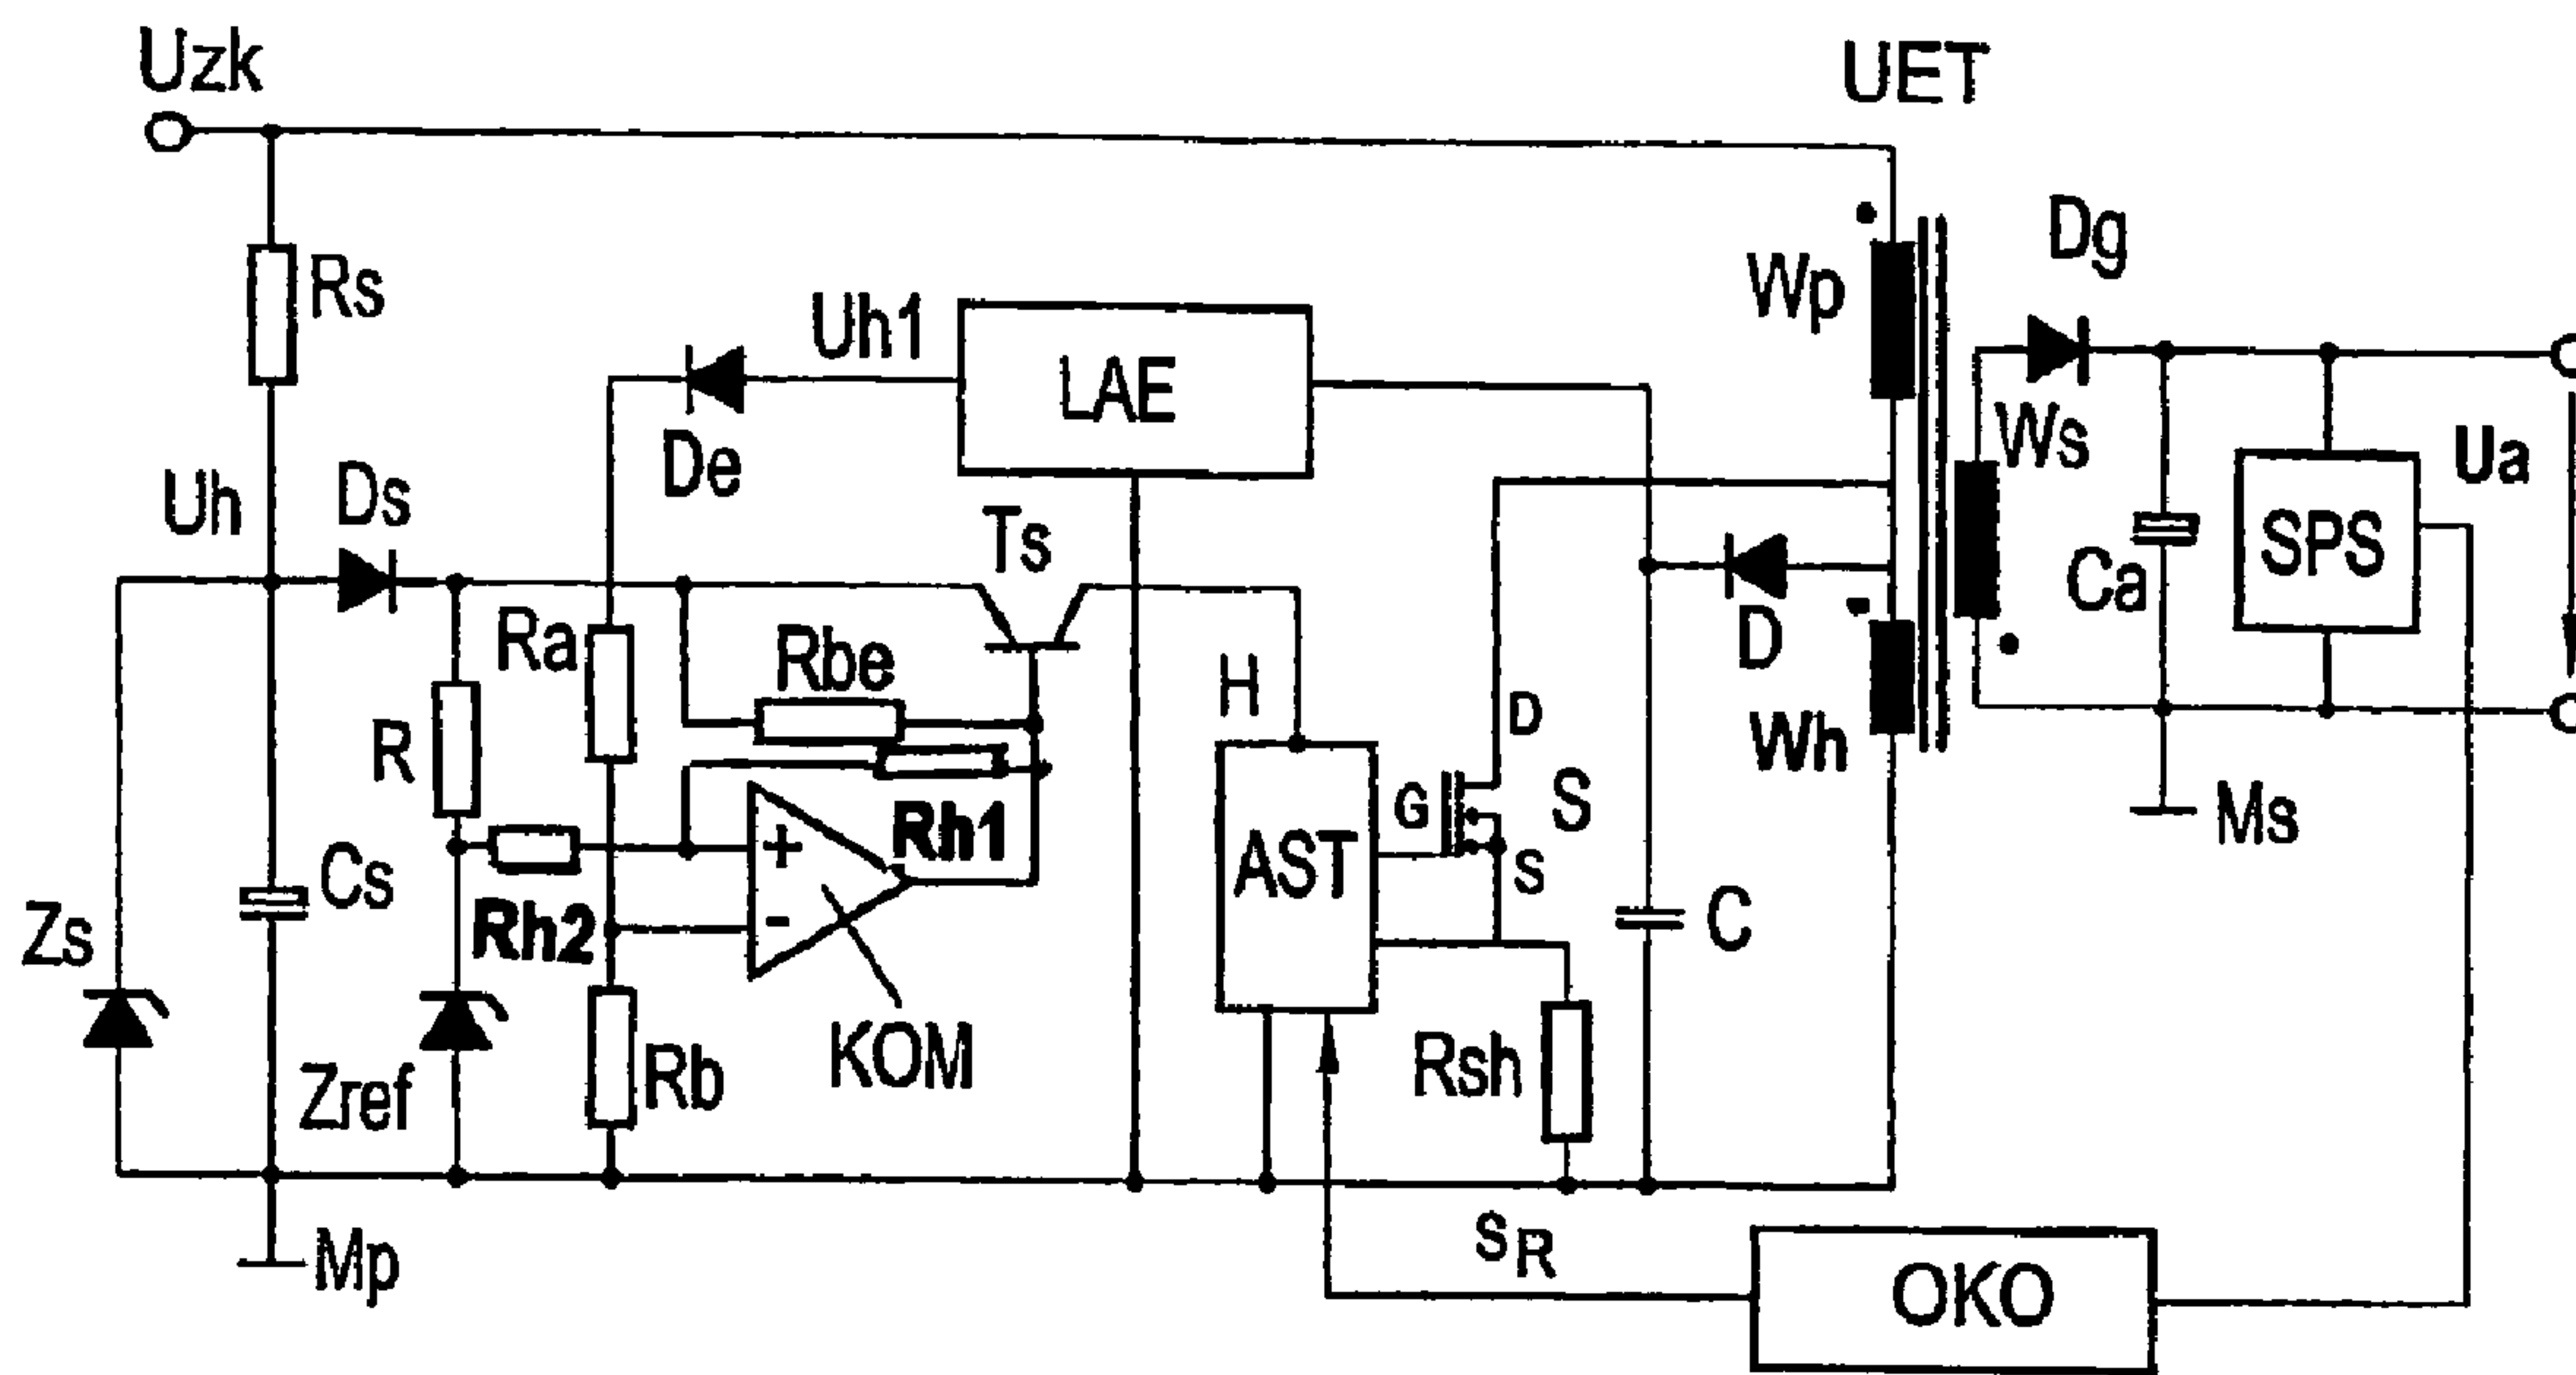 Uzk
UET
Dg
Rs
Uh1
LAE
Wp
Ws
Ua
De
Uh
Ds
Ts
SPS
Ca
Ra
Rbe
H
D
D
Wh
R
G
S
Ms
Rh1
AST
+
-
Cs
S
Zs
Rh2
C
KOM
Zref
Rb
Rsh
Mp
SR
OKO